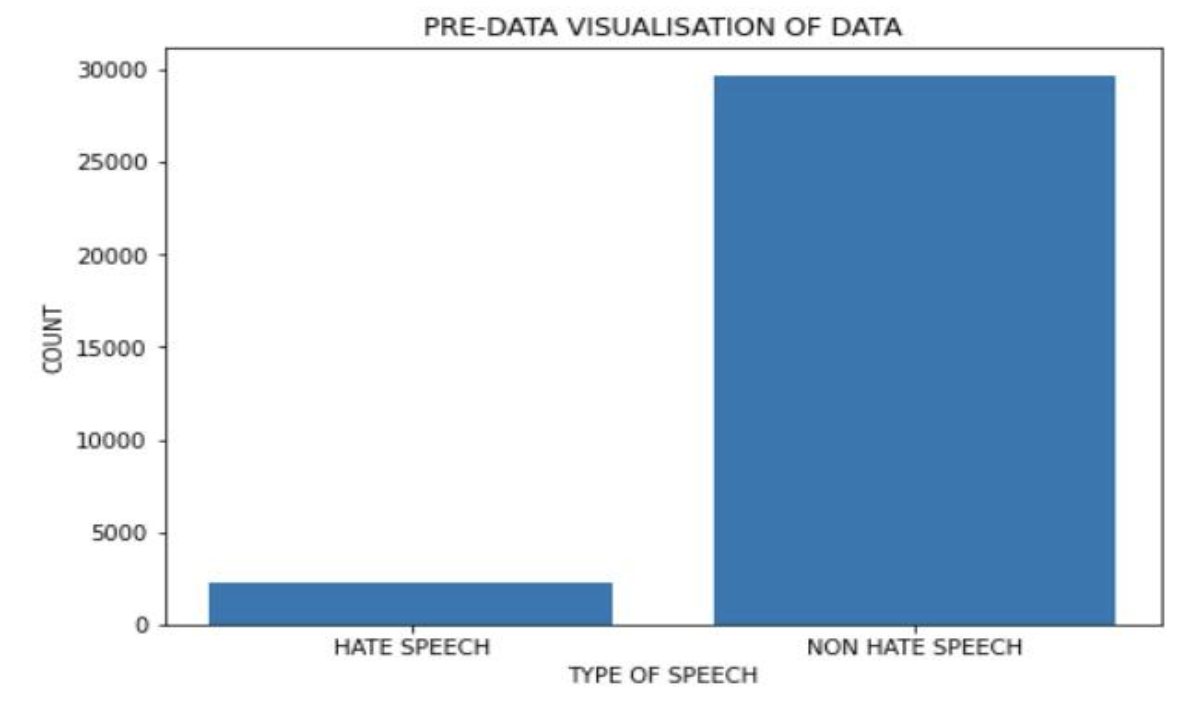 PRE-DATA VISUALISATION OF DATA
30000
25000
20000
15000
10000
5000
0
COUNT
HATE SPEECH
NON HATE SPEECH
TYPE OF SPEECH